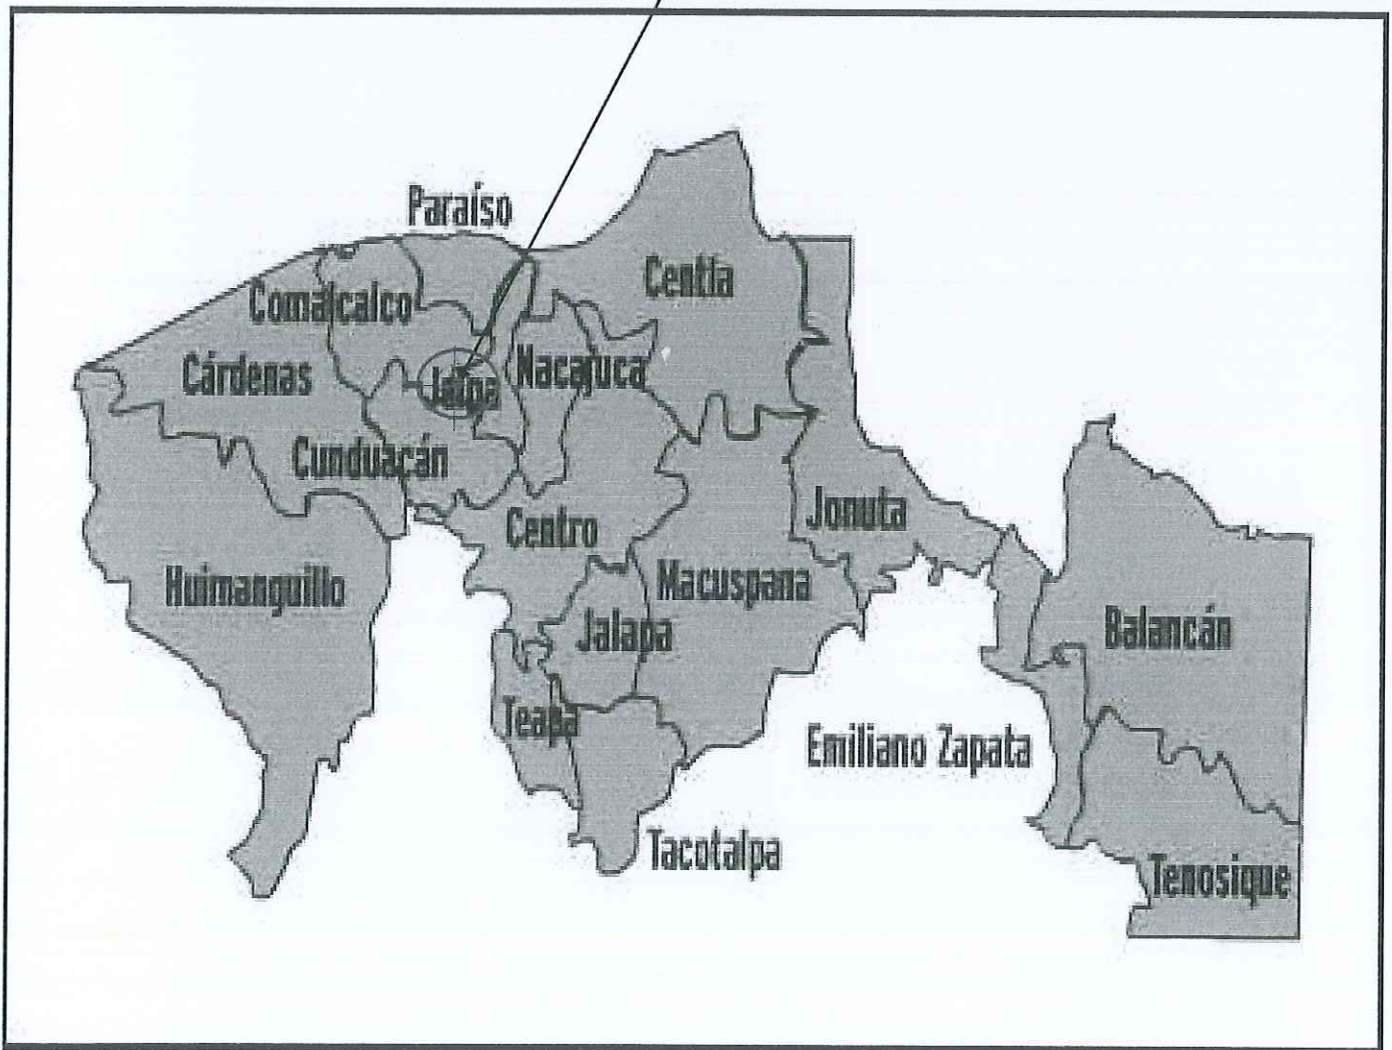 Paraíso
Centla
Comalcalco
Cárdenas
Jalpa
Nacajuca
Cunduacán
Centro
Jonuta
Huimanguillo
Macuspana
Jalapa
Balancán
Teapa
Emiliano Zapata
Tacotalpa
Tenosique